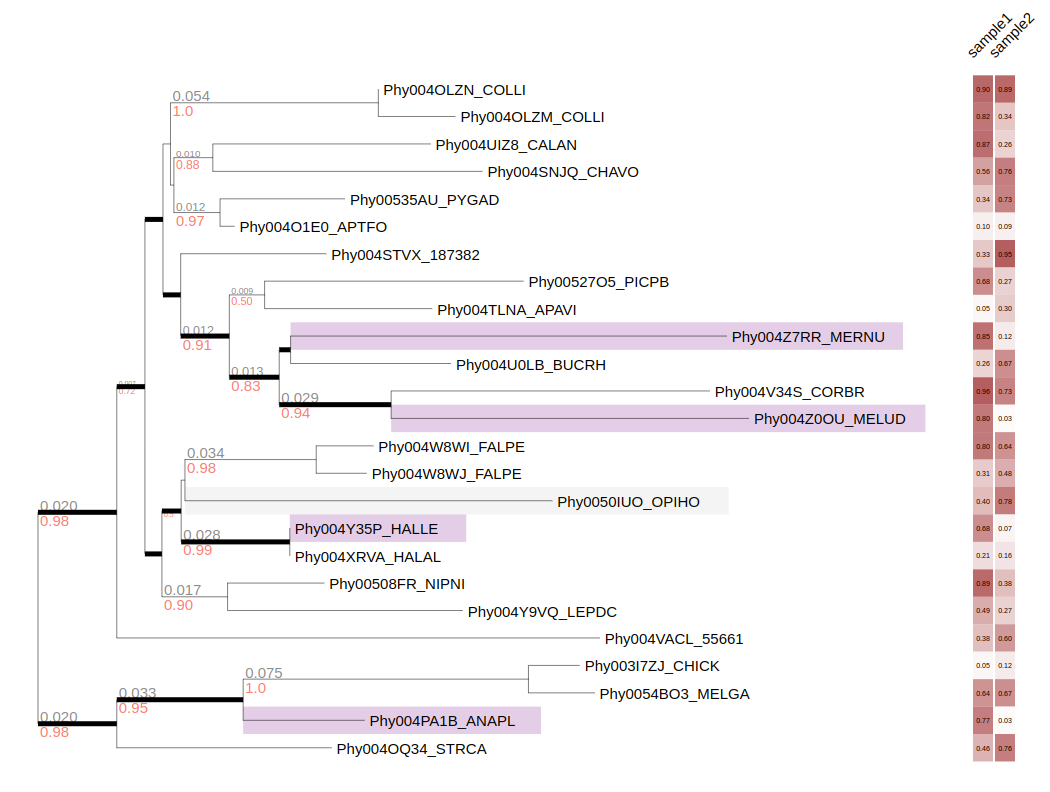 sample1 sample2
Phy004OLZN_COLLI 0.90 0.89
0.054
1.0
Phy004OLZM_COLLI 0.82 0.34
Phy004UIZ8_CALAN 0.87 0.26
0.010
0.88
Phy004SNJQ_CHAVO 0.56 0.76
Phy00535AU_PYGAD 0.34 0.73
0.012
0.97
Phy004O1E0_APTFO 0.10 0.09
Phy004STVX_187382 0.33 0.95
Phy00527O5_PICPB 0.68 0.27
0.009
0.50
Phy004TLNA_APAVI 0.05 0.30
0.012
0.91
Phy004Z7RR_MERNU 0.85 0.12
Phy004U0LB_BUCRH 0.26 0.67
0.013
0.83
Phy004V34S_CORBR 0.96 0.73
0.029
0.94
Phy004Z0OU_MELUD 0.80 0.03
0.72
Phy004W8WI_FALPE 0.80 0.64
0.034
0.98
Phy004W8WJ_FALPE 0.31 0.48
Phy0050IUO_OPIHO 0.40 0.78
0.020
0.98
Phy004Y35P_HALLE 0.68 0.07
0.028
0.99
Phy004XRVA_HALAL 0.21 0.16
Phy00508FR_NIPNI 0.89 0.38
0.017
0.90
Phy004Y9VQ_LEPDC 0.49 0.27
Phy004VACL_55661 0.38 0.60
Phy003I7ZJ_CHICK 0.05 0.12
0.075
1.0
Phy0054BO3_MELGA 0.64 0.67
0.033
0.95
Phy004PA1B_ANAPL 0.77 0.03
0.020
0.98
Phy004OQ34_STRCA 0.46 0.76